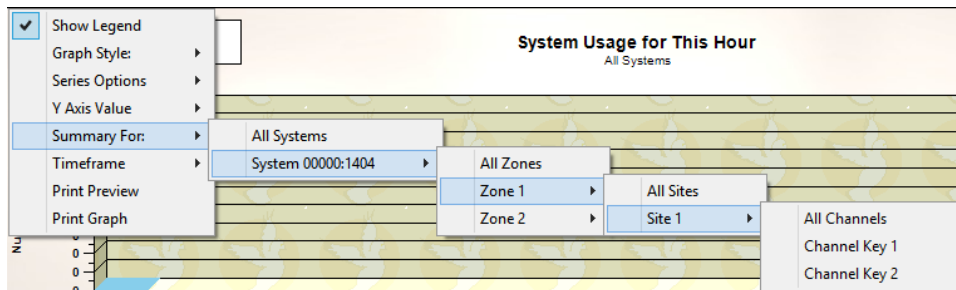 Show Legend
Graph Style:
Series Options
Y Axis Value
Summary For:
Timeframe
Print Preview
Print Graph
System Usage for This Hour
All Systems
All Systems
System 00000:1404
All Zones
Zone 1
Zone 2
All Sites
Site 1
All Channels
Channel Key 1
Channel Key 2
Nu
0
0